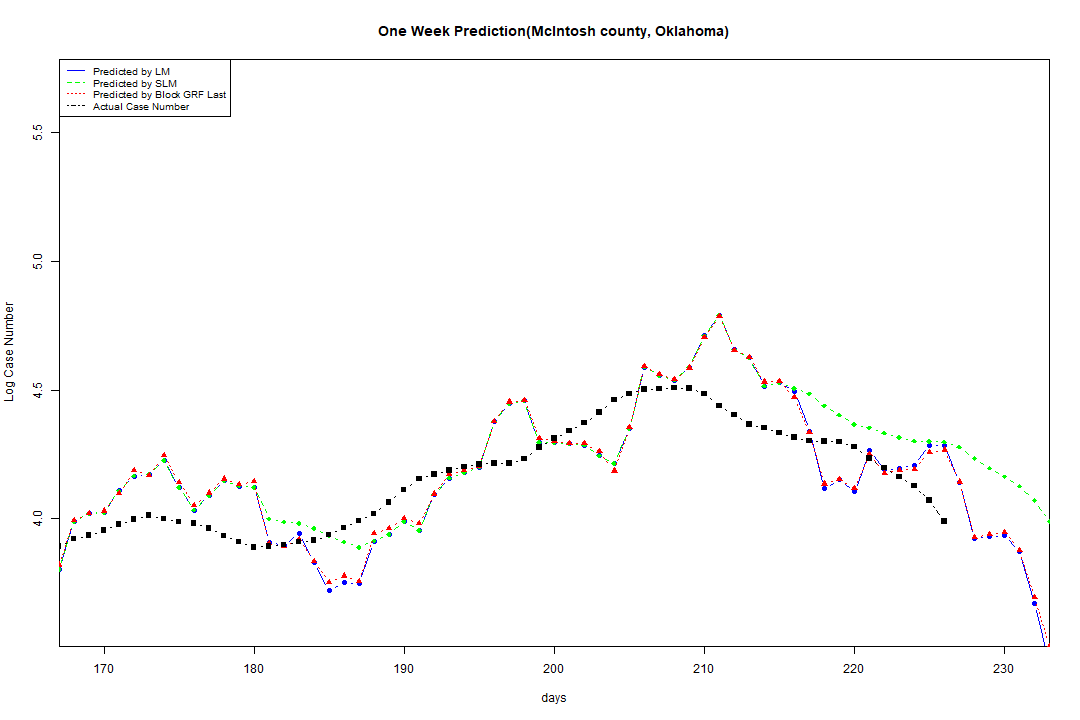 One Week Prediction(McIntosh county, Oklahoma)
Predicted by LM
Predicted by SLM
Predicted by Block GRF Last
Actual Case Number
5.5
5.0
4.5
4.0
Log Case Number
170 180 190 200 210 220 230
days